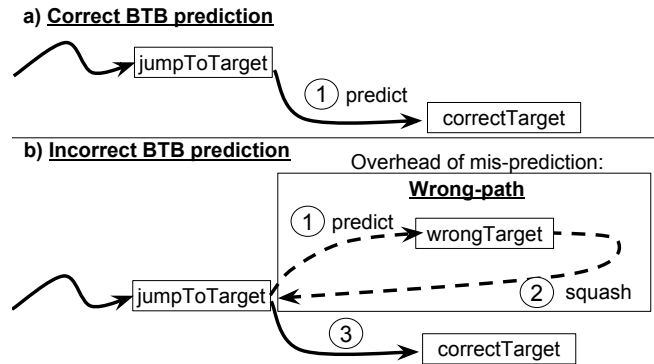 a) Correct BTB prediction
jumpToTarget
1 predict
correctTarget
b) Incorrect BTB prediction
Overhead of mis-prediction:
Wrong-path
1 predict
wrongTarget
jumpToTarget
2 squash
3
correctTarget